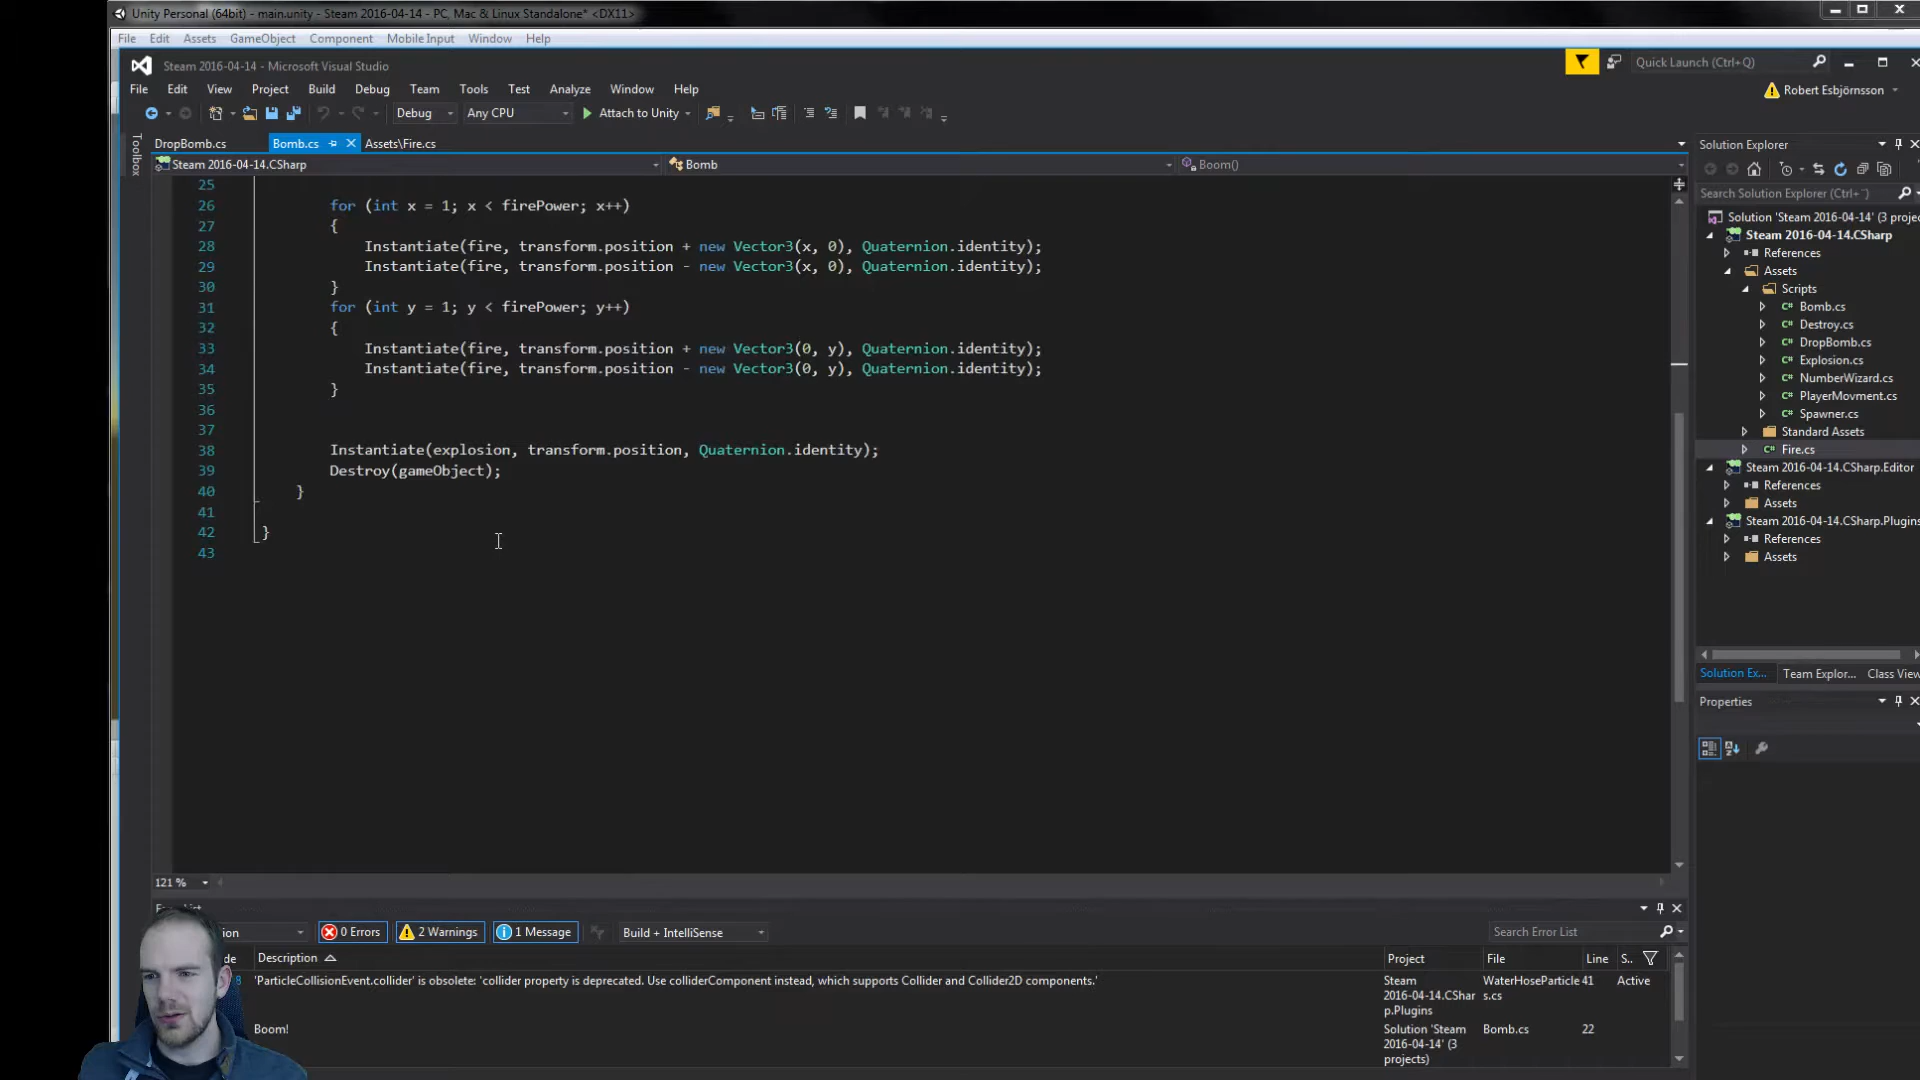 Unity Personal (64bit) - main.unity - Steam 2016-04-14 - PC, Mac & Linux Standalone* <DX11>
File Edit Assets GameObject Component Mobile Input Window Help
Steam 2016-04-14 - Microsoft Visual Studio
Quick Launch (Ctrl+Q)
File Edit View Project Build Debug Team Tools Test Analyze Window Help
Robert Esbjörnsson
Debug Any CPU Attach to Unity
Toolbox
DropBomb.cs Bomb.cs Assets\Fire.cs
Steam 2016-04-14.CSharp Bomb Boom()
25
26 for (int x = 1; x < firePower; x++)
27 {
28 Instantiate(fire, transform.position + new Vector3(x, 0), Quaternion.identity);
29 Instantiate(fire, transform.position - new Vector3(x, 0), Quaternion.identity);
30 }
31 for (int y = 1; y < firePower; y++)
32 {
33 Instantiate(fire, transform.position + new Vector3(0, y), Quaternion.identity);
34 Instantiate(fire, transform.position - new Vector3(0, y), Quaternion.identity);
35 }
36
37
38 Instantiate(explosion, transform.position, Quaternion.identity);
39 Destroy(gameObject);
40 }
41
42 }
43
121 %
Solution Explorer
Search Solution Explorer (Ctrl+¨)
Solution 'Steam 2016-04-14' (3 projec
Steam 2016-04-14.CSharp
References
Assets
Scripts
C# Bomb.cs
C# Destroy.cs
C# DropBomb.cs
C# Explosion.cs
C# NumberWizard.cs
C# PlayerMovment.cs
C# Spawner.cs
Standard Assets
C# Fire.cs
Steam 2016-04-14.CSharp.Editor
References
Assets
Steam 2016-04-14.CSharp.Plugins
References
Assets
Solution Ex... Team Explor... Class View
Properties
0 Errors 2 Warnings 1 Message Build + IntelliSense Search Error List
Description Project File Line S..
'ParticleCollisionEvent.collider' is obsolete: 'collider property is deprecated. Use colliderComponent instead, which supports Collider and Collider2D components.' Steam WaterHoseParticle 41 Active
2016-04-14.CShar s.cs
p.Plugins
Boom! Solution 'Steam Bomb.cs 22
2016-04-14' (3
projects)